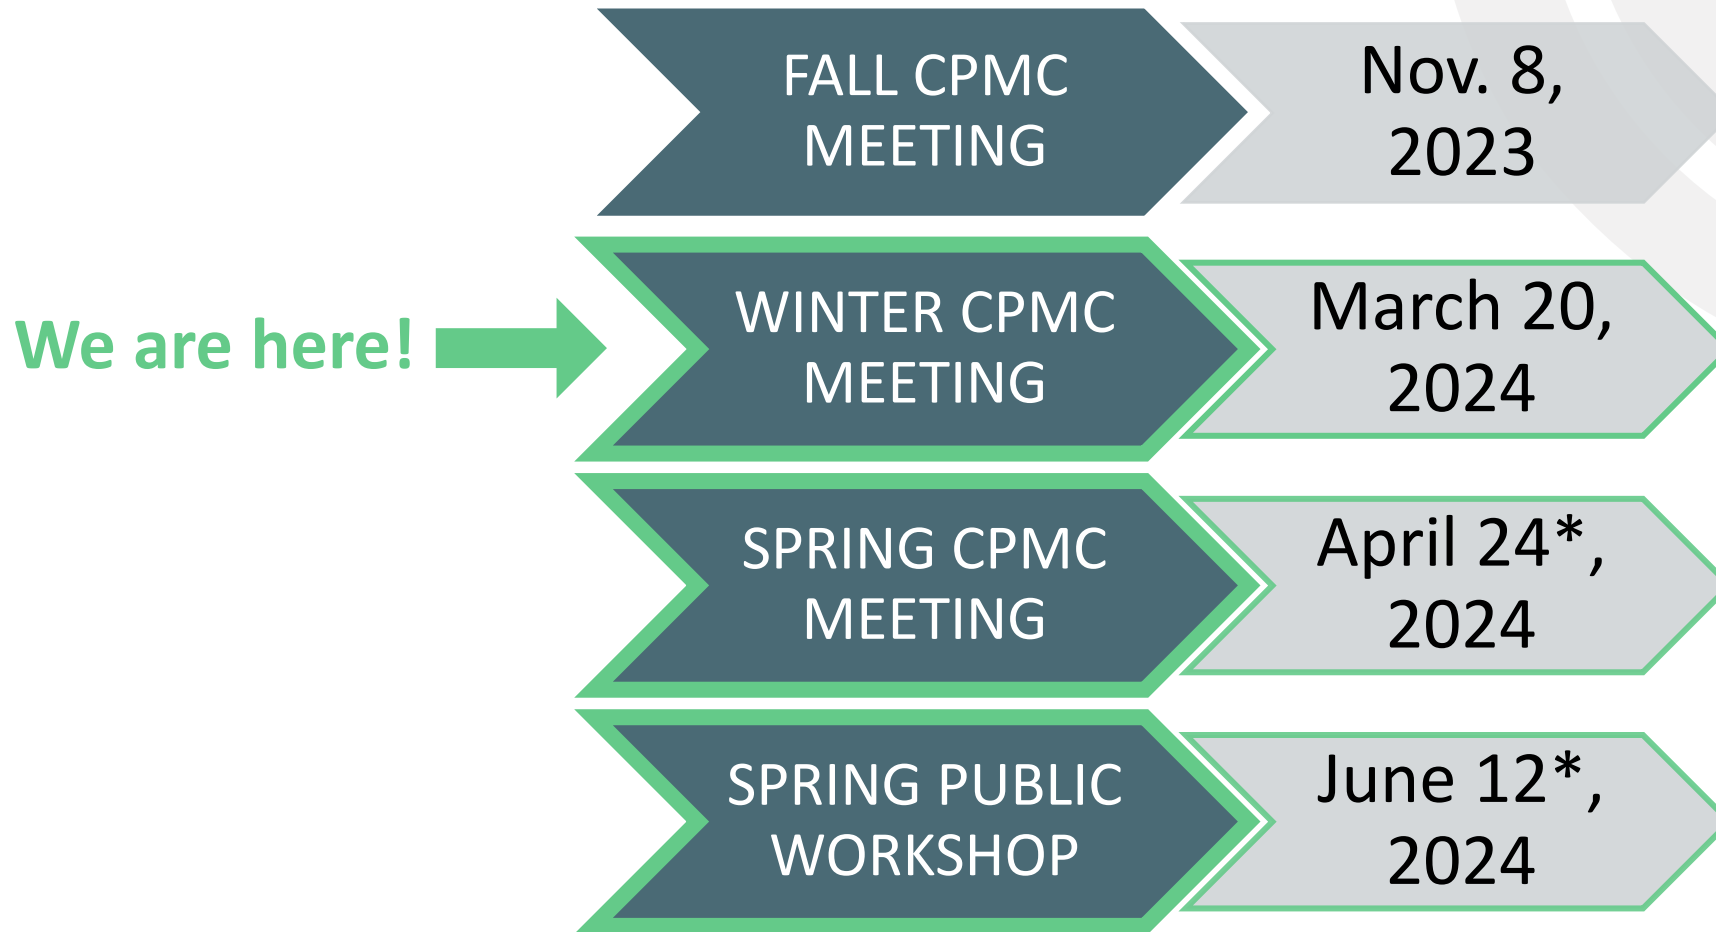 FALL CPMC
MEETING
Nov. 8,
2023
We are here!
WINTER CPMC
MEETING
March 20,
2024
SPRING CPMC
MEETING
April 24*,
2024
SPRING PUBLIC
WORKSHOP
June 12*,
2024